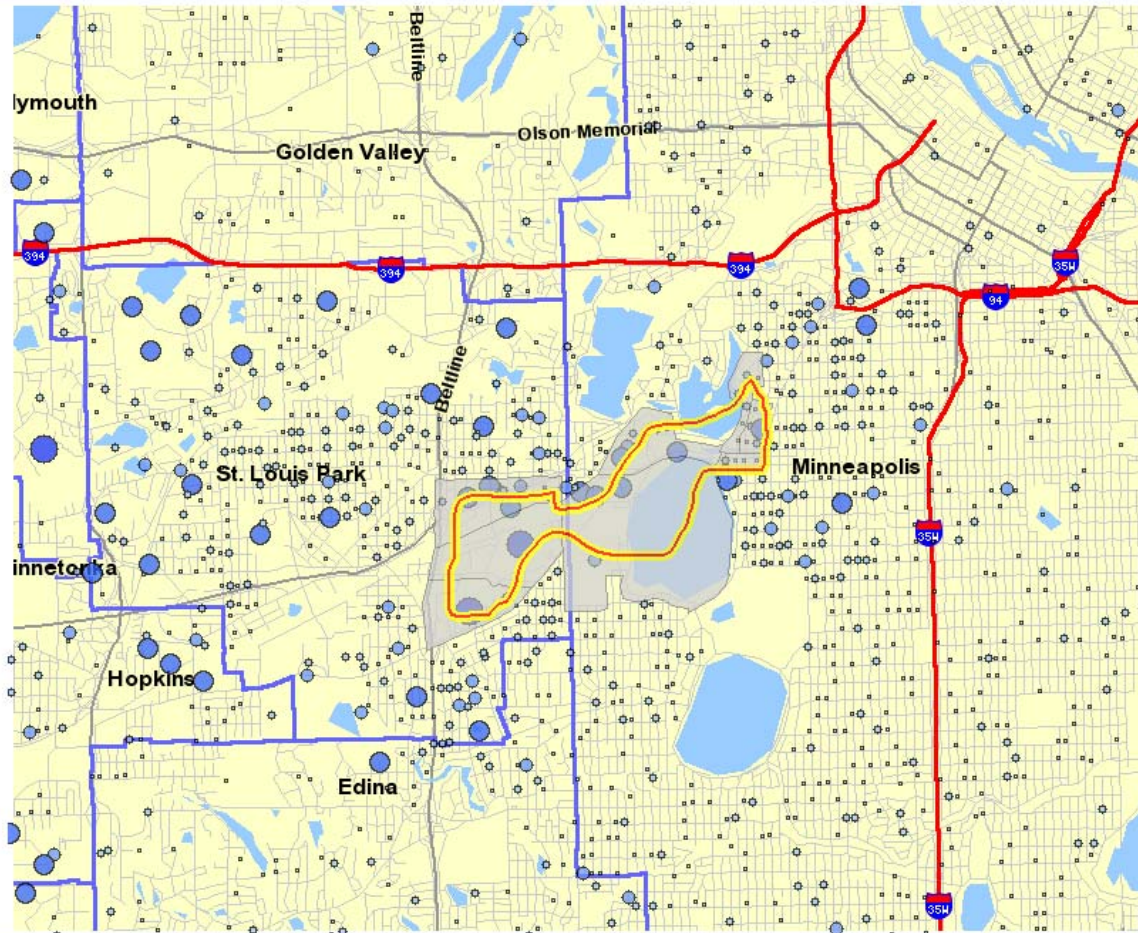 Beltline
lymouth
Olson Memorial
Golden Valley
394
394
394
35W
94
Beltline
St. Louis Park
Minneapolis
35W
innetonka
Hopkins
Edina
35W